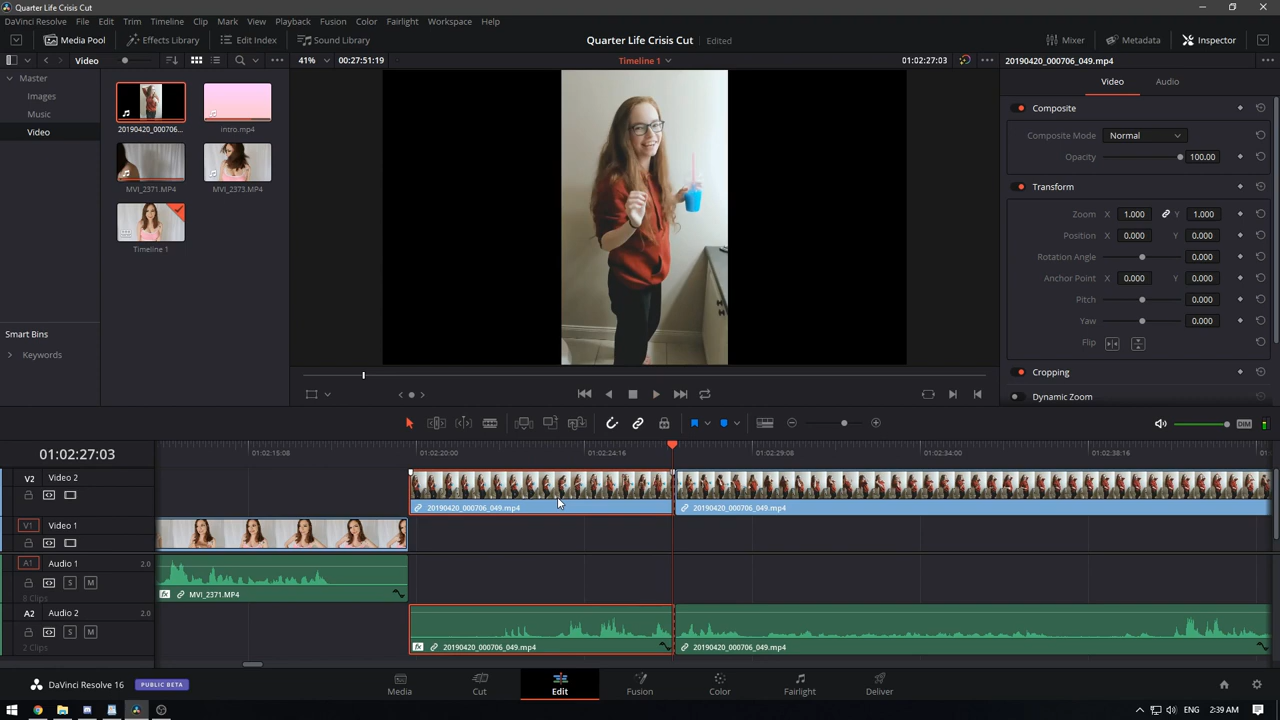 Quarter Life Crisis Cut
DaVinci Resolve File Edit Trim Timeline Clip Mark View Playback Fusion Color Fairlight Workspace Help
Media Pool Effects Library Edit Index Sound Library Quarter Life Crisis Cut Edited Mixer Metadata Inspector
Video 41% 00:27:51:19 Timeline 1 01:02:27:03 20190420_000706_049.mp4
Master
Images
Music
Video
20190420_000706... intro.mp4
MVI_2371.MP4 MVI_2373.MP4
Timeline 1
Smart Bins
Keywords
Video Audio
Composite
Composite Mode Normal
Opacity 100.00
Transform
Zoom X 1.000 Y 1.000
Position X 0.000 Y 0.000
Rotation Angle 0.000
Anchor Point X 0.000 Y 0.000
Pitch 0.000
Yaw 0.000
Flip
Cropping
Dynamic Zoom
DIM
01:02:27:03 01:02:15:08 01:02:20:00 01:02:24:16 01:02:29:08 01:02:34:00 01:02:38:16
V2 Video 2
20190420_000706_049.mp4 20190420_000706_049.mp4
V1 Video 1
A1 Audio 1 2.0
S M
8 Clips
fx MVI_2371.MP4
A2 Audio 2 2.0
S M
2 Clips
fx 20190420_000706_049.mp4 20190420_000706_049.mp4
DaVinci Resolve 16 PUBLIC BETA Media Cut Edit Fusion Color Fairlight Deliver
ENG 2:39 AM